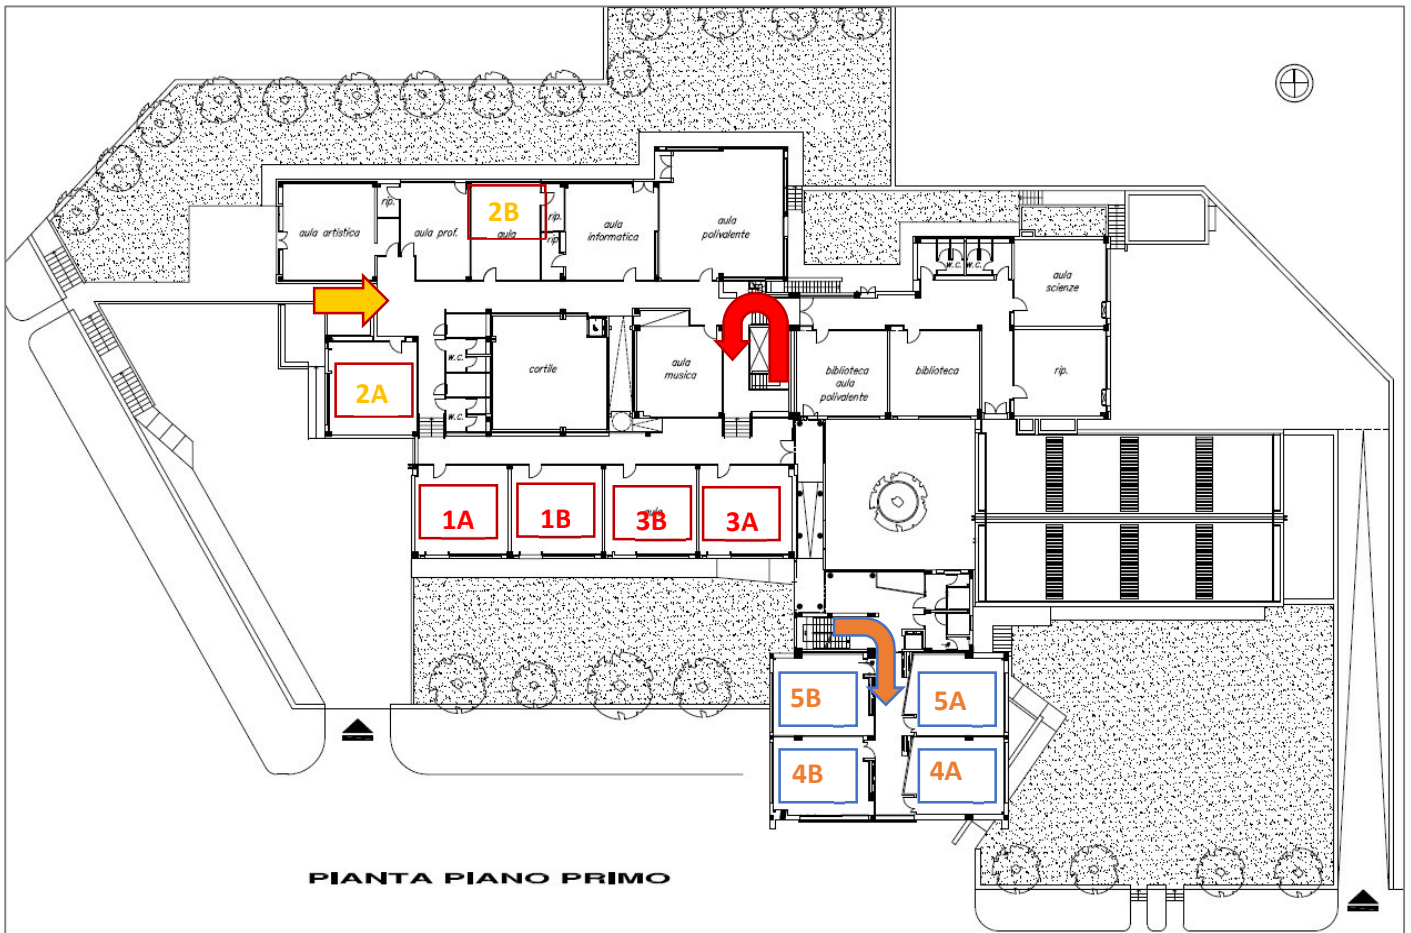 2B
rip.
aula artistica
aula prof.
aula
rip.
rip.
aula
informatica
aula
polivalente
w.c.
w.c.
aula
scienze
2A
w.c.
w.c.
cortile
aula
musica
biblioteca
aula
polivalente
biblioteca
rip.
1A
1B
aula
3B
3A
5B
5A
4B
4A
PIANTA PIANO PRIMO